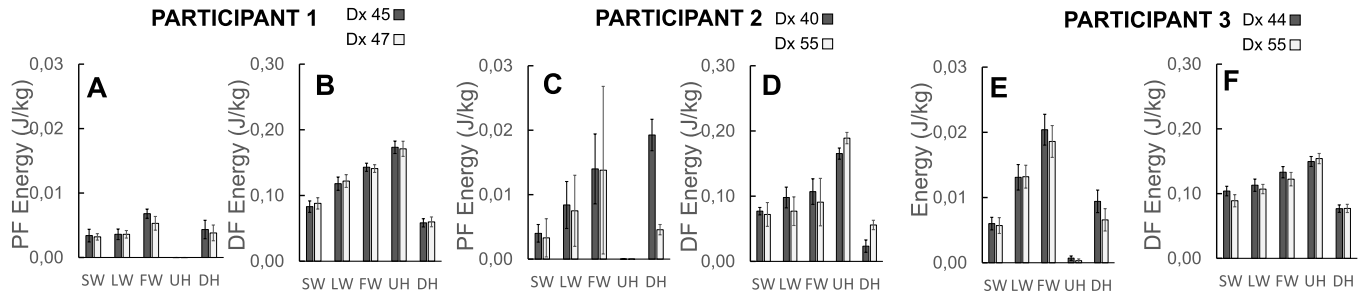 PARTICIPANT 1
Dx 45
Dx 47
PARTICIPANT 2
Dx 40
Dx 55
PARTICIPANT 3
Dx 44
Dx 55
A
PF Energy (J/kg)
0,03
0,02
0,01
0,00
SW LW FW UH DH
B
DF Energy (J/kg)
0,30
0,20
0,10
0,00
SW LW FW UH DH
C
PF Energy (J/kg)
0,03
0,02
0,01
0,00
SW LW FW UH DH
D
DF Energy (J/kg)
0,30
0,20
0,10
0,00
SW LW FW UH DH
E
Energy (J/kg)
0,03
0,02
0,01
0,00
SW LW FW UH DH
F
DF Energy (J/kg)
0,30
0,20
0,10
0,00
SW LW FW UH DH